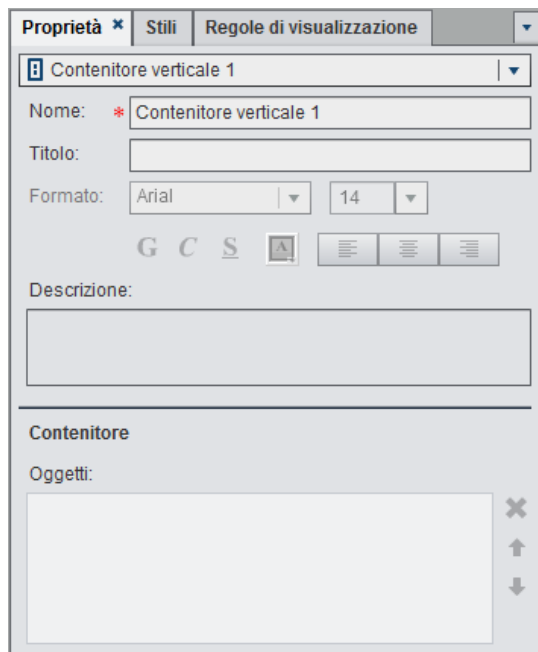 Proprietà × Stili Regole di visualizzazione
Contenitore verticale 1
Nome: * Contenitore verticale 1
Titolo:
Formato: Arial 14
G C S A
Descrizione:
Contenitore
Oggetti: